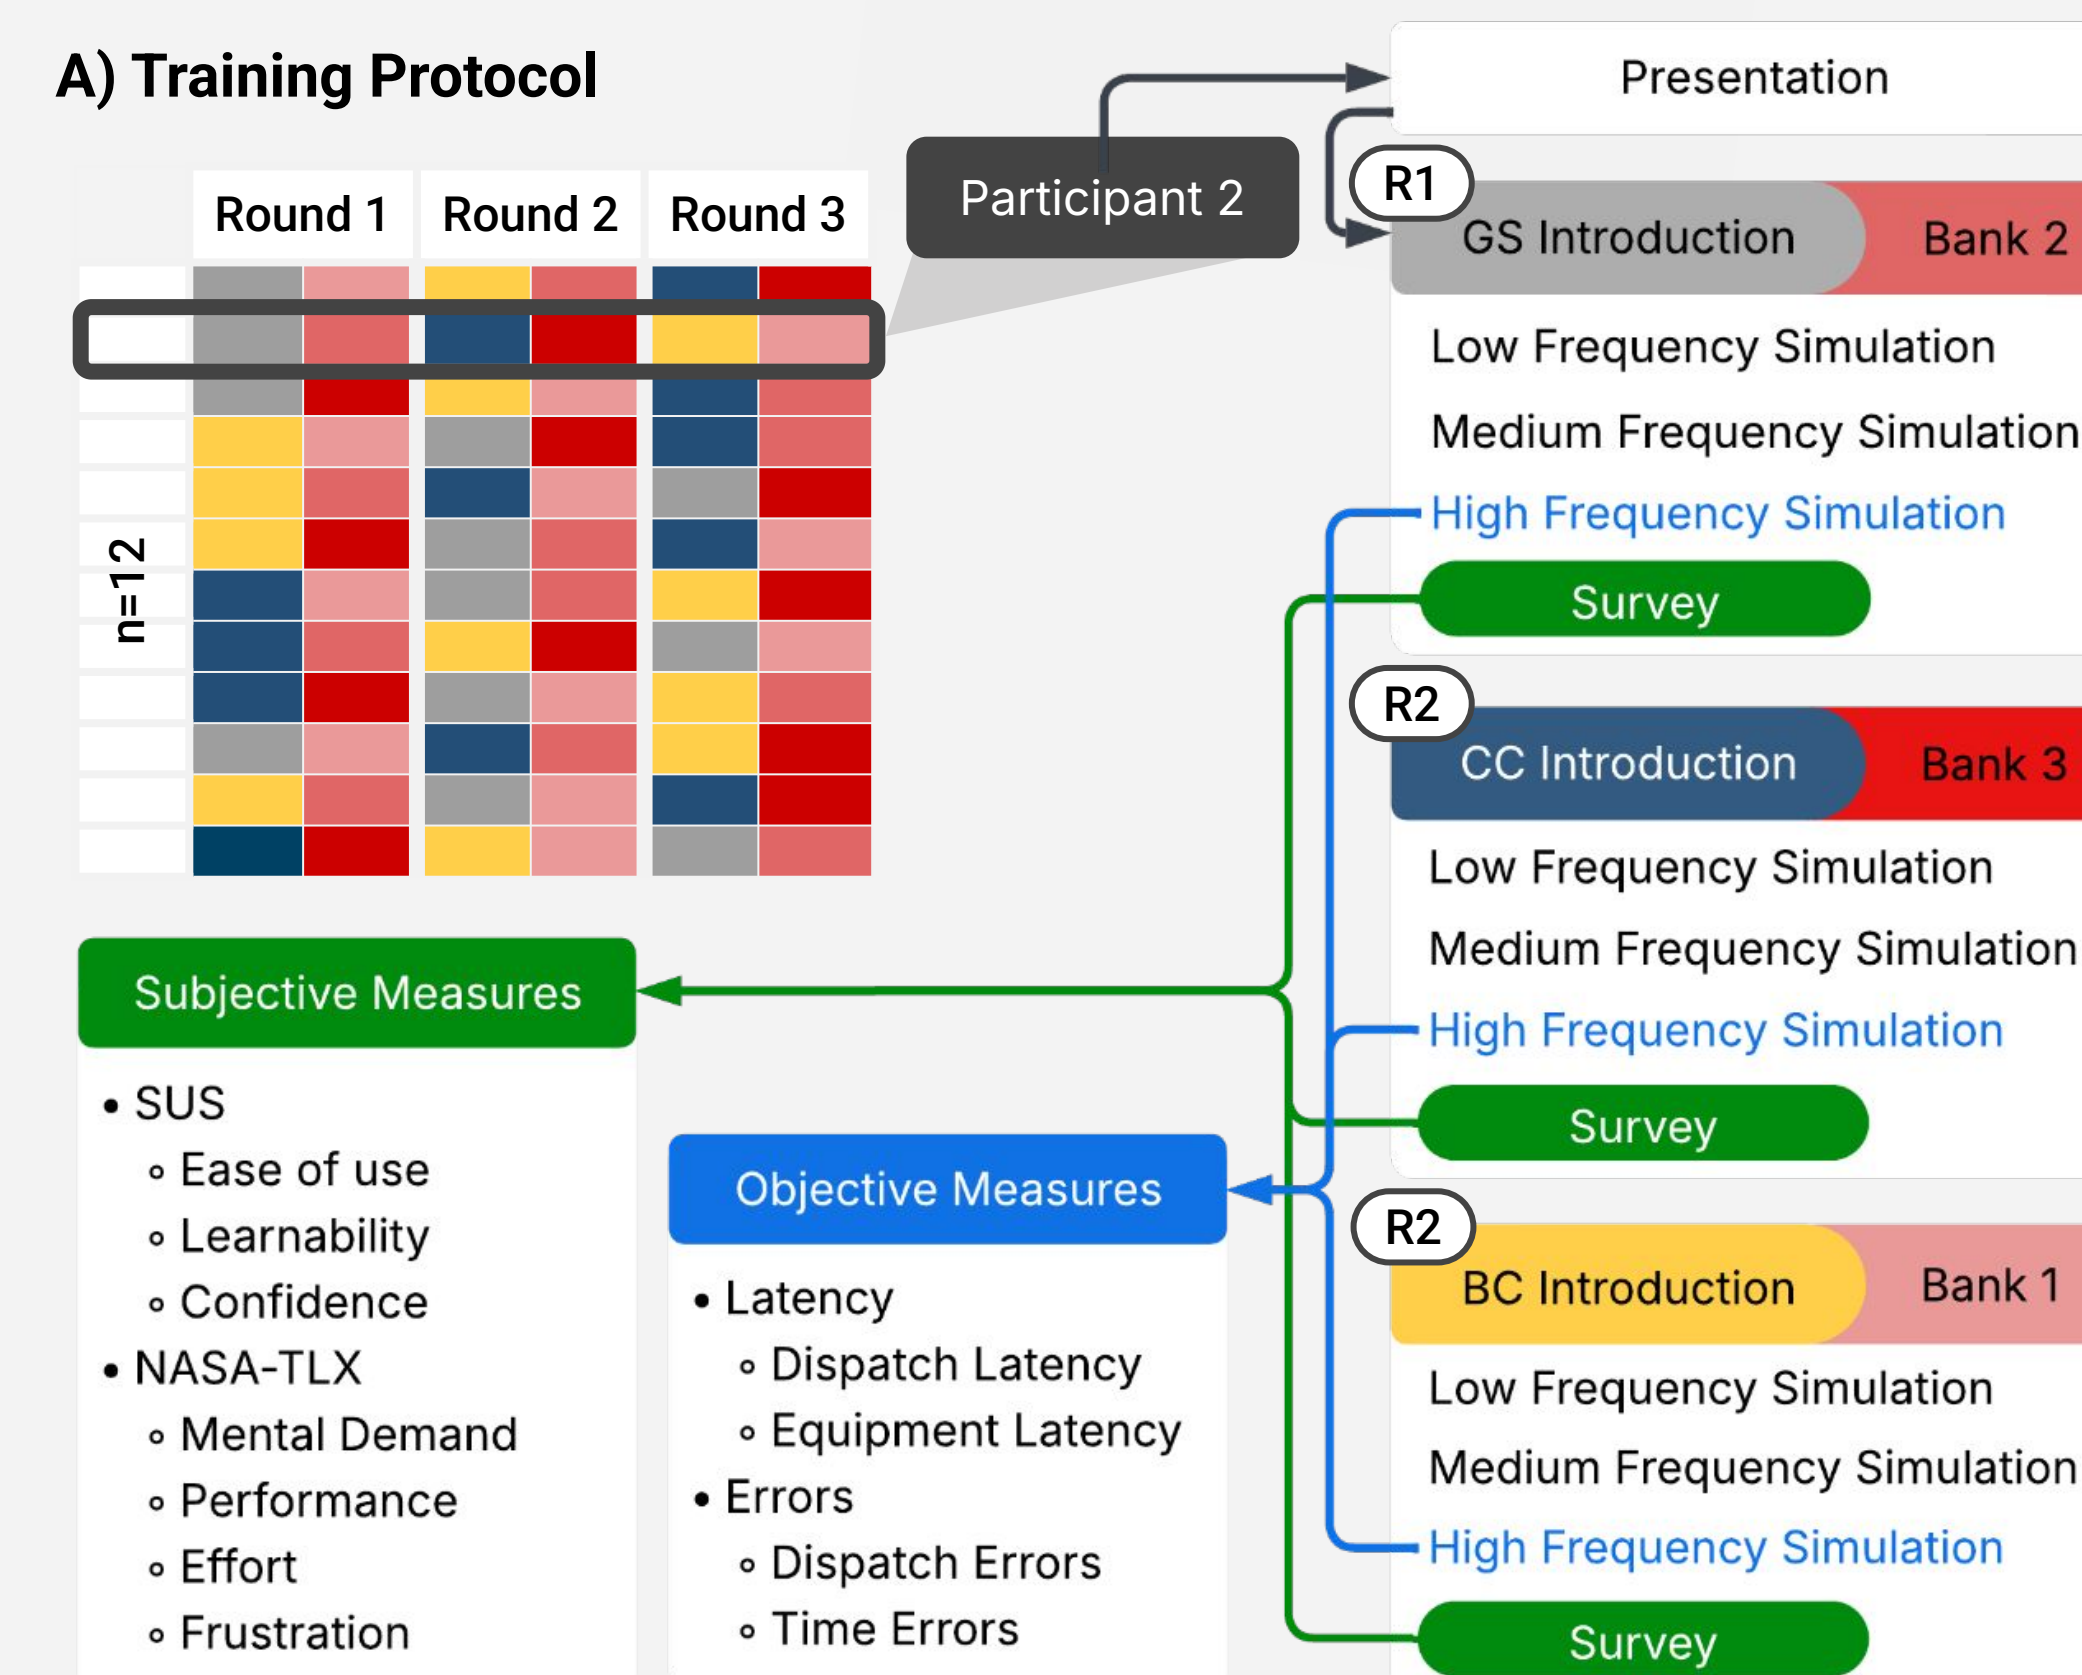 A) Training Protocol
Round 1
Round 2
Round 3
n=12
Participant 2
Presentation
R1
GS Introduction
Bank 2
Low Frequency Simulation
Medium Frequency Simulation
High Frequency Simulation
Survey
R2
CC Introduction
Bank 3
Low Frequency Simulation
Medium Frequency Simulation
High Frequency Simulation
Survey
R2
BC Introduction
Bank 1
Low Frequency Simulation
Medium Frequency Simulation
High Frequency Simulation
Survey
Subjective Measures
• SUS
∘ Ease of use
∘ Learnability
∘ Confidence
• NASA-TLX
∘ Mental Demand
∘ Performance
∘ Effort
∘ Frustration
Objective Measures
• Latency
∘ Dispatch Latency
∘ Equipment Latency
• Errors
∘ Dispatch Errors
∘ Time Errors